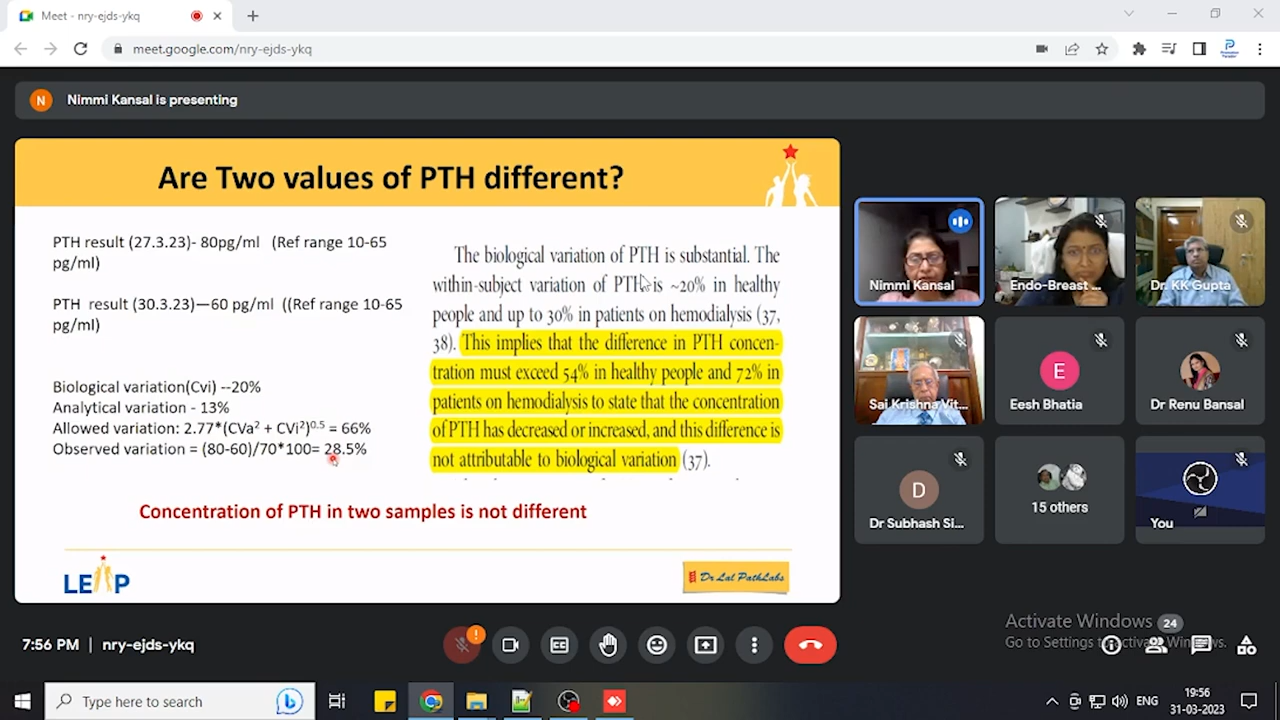 Meet - nry-ejds-ykq
meet.google.com/nry-ejds-ykq
N
Nimmi Kansal is presenting
Are Two values of PTH different?
PTH result (27.3.23)- 80pg/ml (Ref range 10-65
pg/ml)
PTH result (30.3.23)—60 pg/ml ((Ref range 10-65
pg/ml)
Biological variation(Cvi) --20%
Analytical variation - 13%
Allowed variation: 2.77*(CVa² + CVi²)⁰·⁵ = 66%
Observed variation = (80-60)/70*100= 28.5%
The biological variation of PTH is substantial. The
within-subject variation of PTH is ~20% in healthy
people and up to 30% in patients on hemodialysis (37,
38). This implies that the difference in PTH concen-
tration must exceed 54% in healthy people and 72% in
patients on hemodialysis to state that the concentration
of PTH has decreased or increased, and this difference is
not attributable to biological variation (37).
Concentration of PTH in two samples is not different
LEAP
Dr Lal PathLabs
Nimmi Kansal
Endo-Breast ...
Dr. KK Gupta
Sai Krishna Vit...
E
Eesh Bhatia
Dr Renu Bansal
D
Dr Subhash Si...
15 others
You
Activate Windows
24
Go to Settings to activate Windows.
7:56 PM | nry-ejds-ykq
Type here to search
ENG
19:56
31-03-2023